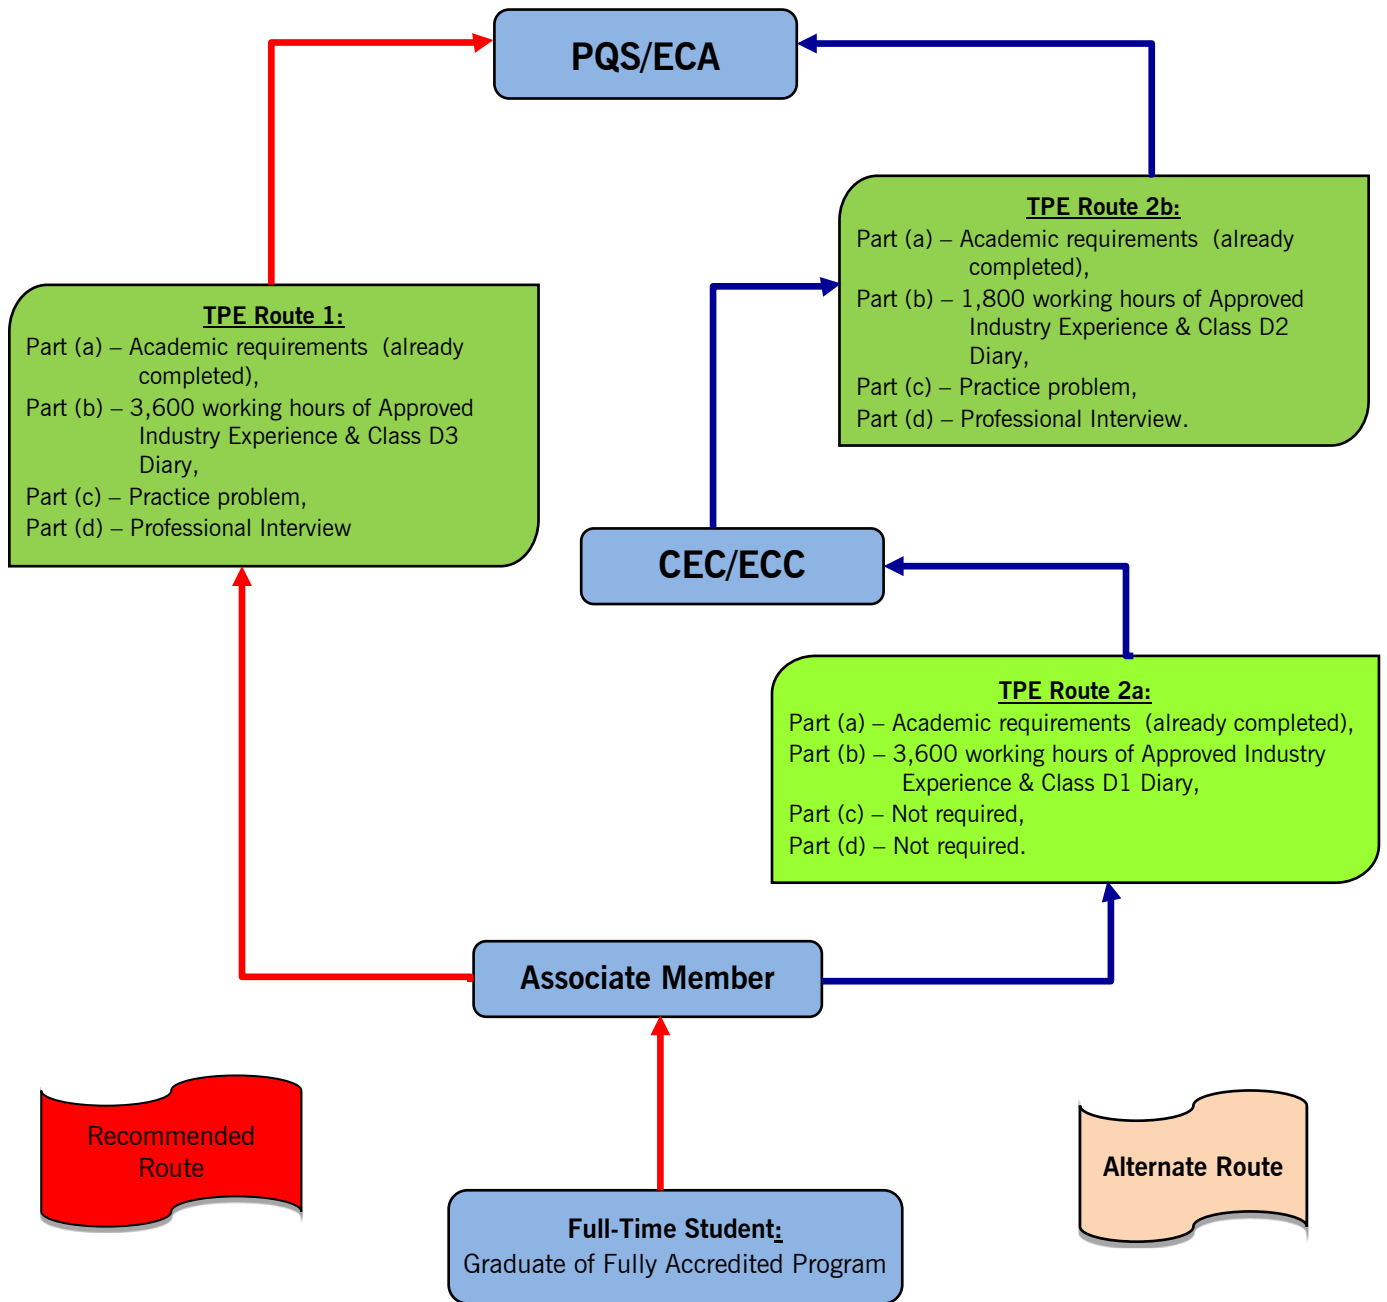 PQS/ECA
TPE Route 2b:
Part (a) – Academic requirements (already
completed),
Part (b) – 1,800 working hours of Approved
Industry Experience & Class D2
Diary,
Part (c) – Practice problem,
Part (d) – Professional Interview.
TPE Route 1:
Part (a) – Academic requirements (already
completed),
Part (b) – 3,600 working hours of Approved
Industry Experience & Class D3
Diary,
Part (c) – Practice problem,
Part (d) – Professional Interview
CEC/ECC
TPE Route 2a:
Part (a) – Academic requirements (already completed),
Part (b) – 3,600 working hours of Approved Industry
Experience & Class D1 Diary,
Part (c) – Not required,
Part (d) – Not required.
Associate Member
Recommended
Route
Alternate Route
Full-Time Student:
Graduate of Fully Accredited Program